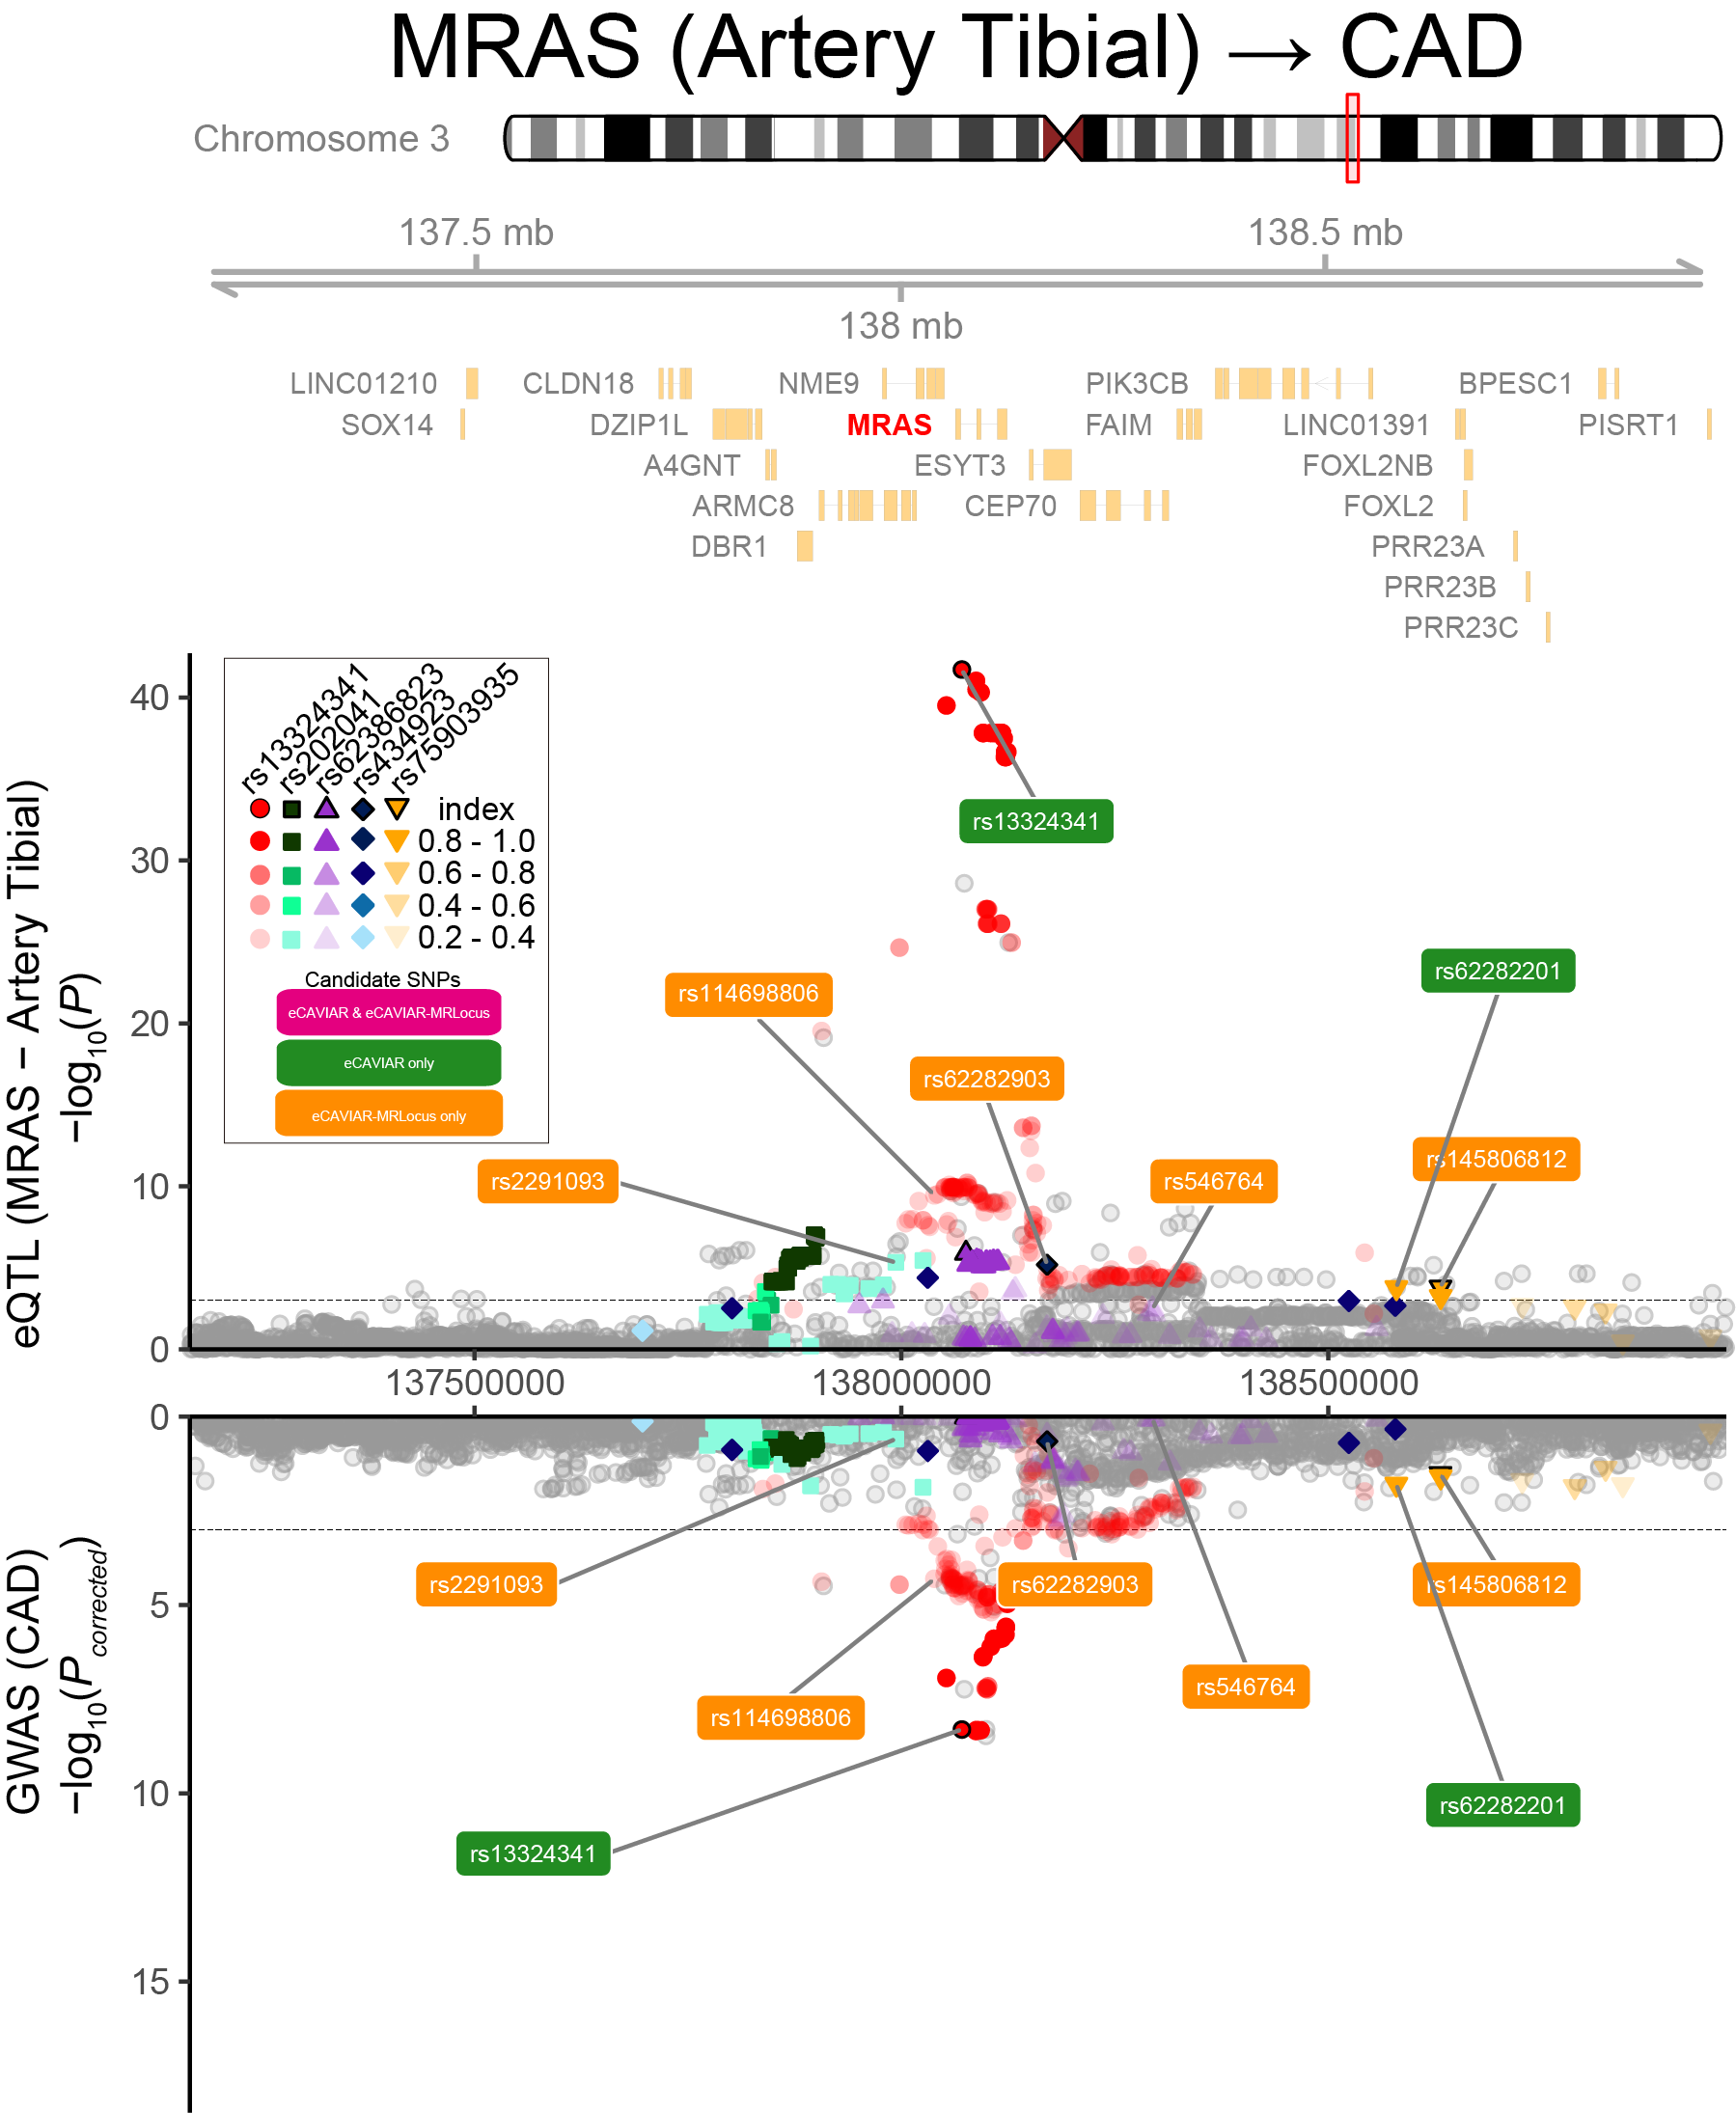 MRAS (Artery Tibial) → CAD
Chromosome 3
137.5 mb 138.5 mb
138 mb
LINC01210 CLDN18 NME9 PIK3CB BPESC1
SOX14 DZIP1L MRAS FAIM LINC01391 PISRT1
A4GNT ESYT3 FOXL2NB
ARMC8 CEP70 FOXL2
DBR1 PRR23A
PRR23B
PRR23C
eQTL (MRAS − Artery Tibial)
−log10(P)
40
30
20
10
0
rs13324341
rs202041
rs62386823
rs434923
rs75903935
index
0.8 - 1.0
0.6 - 0.8
0.4 - 0.6
0.2 - 0.4
Candidate SNPs
eCAVIAR & eCAVIAR-MRLocus
eCAVIAR only
eCAVIAR-MRLocus only
rs13324341
rs62282201
rs114698806
rs62282903
rs145806812
rs2291093
rs546764
137500000 138000000 138500000
GWAS (CAD)
−log10(Pcorrected)
0
5
10
15
rs2291093
rs62282903
rs145806812
rs546764
rs114698806
rs62282201
rs13324341